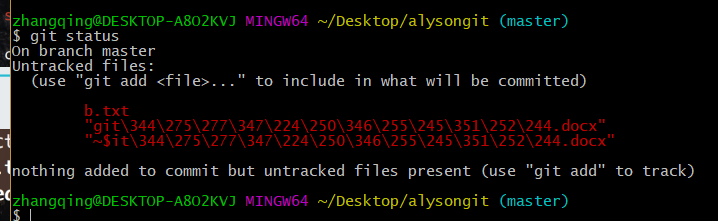 zhangqing@DESKTOP-A8O2KVJ MINGW64 ~/Desktop/alysongit (master)
$ git status
On branch master
Untracked files:
  (use "git add <file>..." to include in what will be committed)

        b.txt
        "git\344\275\277\347\224\250\346\255\245\351\252\244.docx"
        "~$it\344\275\277\347\224\250\346\255\245\351\252\244.docx"

nothing added to commit but untracked files present (use "git add" to track)

zhangqing@DESKTOP-A8O2KVJ MINGW64 ~/Desktop/alysongit (master)
$